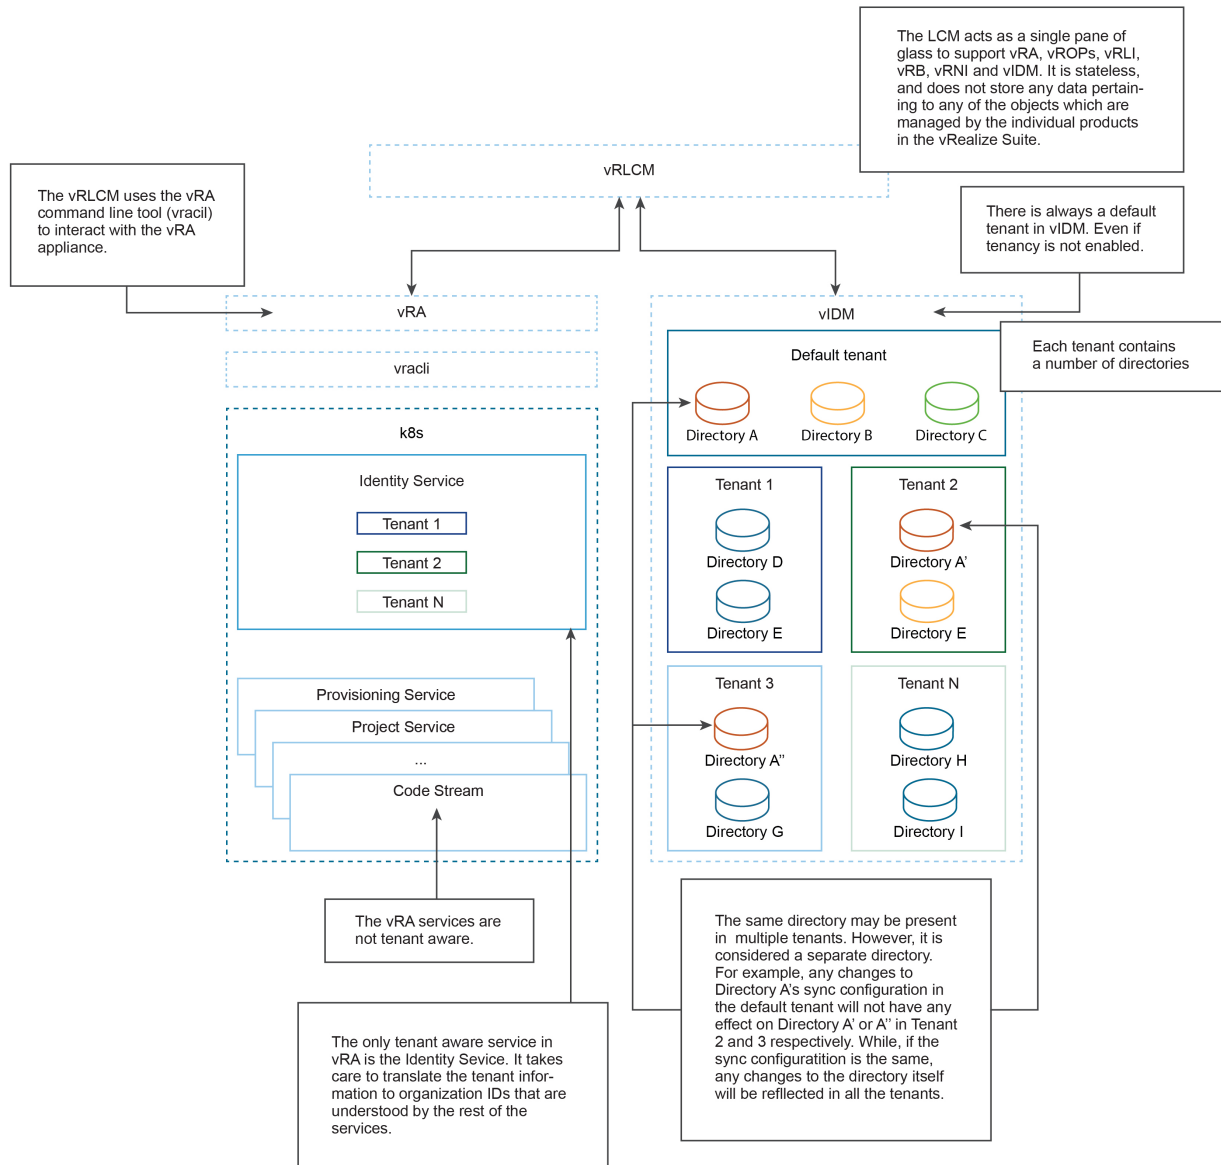 The LCM acts as a single pane of
glass to support vRA, vROPs, vRLI,
vRB, vRNI and vIDM. It is stateless,
and does not store any data pertain-
ing to any of the objects which are
managed by the individual products
in the vRealize Suite.
vRLCM
The vRLCM uses the vRA
command line tool (vracil)
to interact with the vRA
appliance.
There is always a default
tenant in vIDM. Even if
tenancy is not enabled.
vRA
vIDM
Each tenant contains
a number of directories
vracli
Default tenant
Directory A
Directory B
Directory C
k8s
Identity Service
Tenant 1
Tenant 2
Tenant N
Tenant 1
Directory D
Directory E
Tenant 2
Directory A'
Directory E
Provisioning Service
Project Service
...
Code Stream
Tenant 3
Directory A''
Directory G
Tenant N
Directory H
Directory I
The vRA services are
not tenant aware.
The same directory may be present
in  multiple tenants. However, it is
considered a separate directory.
For example, any changes to
Directory A's sync configuration in
the default tenant will not have any
effect on Directory A' or A'' in Tenant
2 and 3 respectively. While, if the
sync configuratition is the same,
any changes to the directory itself
will be refllected in all the tenants.
The only tenant aware service in
vRA is the Identity Sevice. It takes
care to translate the tenant infor-
mation to organization IDs that are
understood by the rest of the
services.